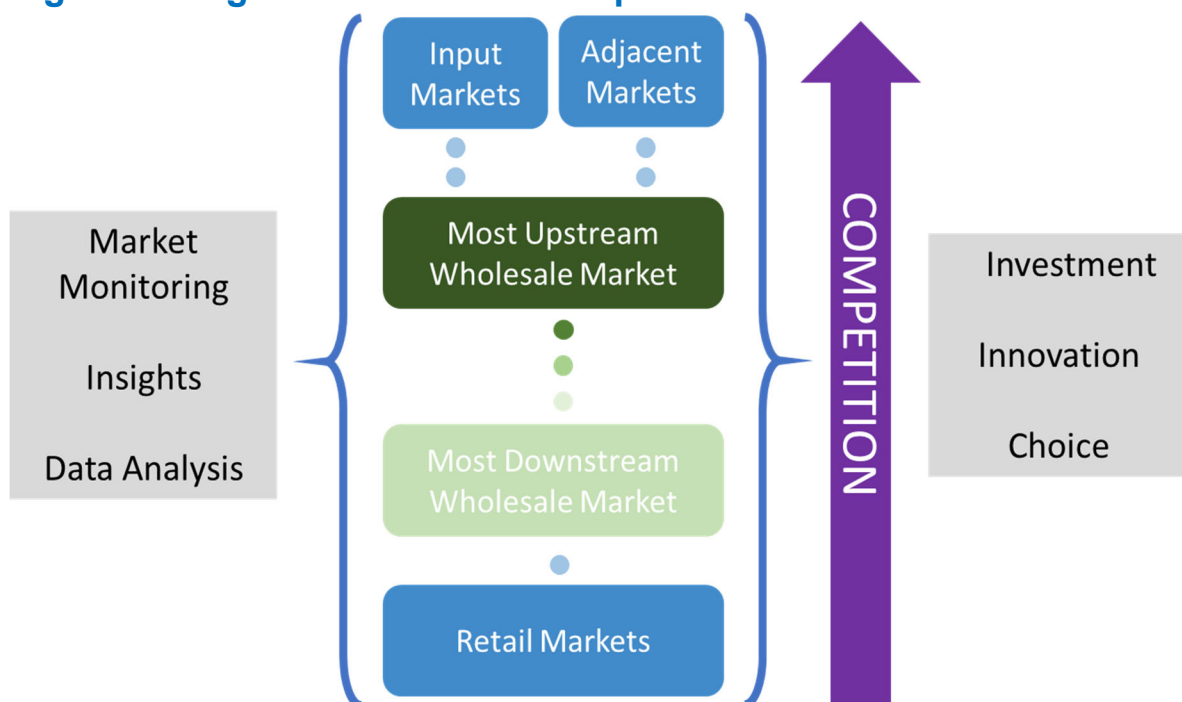 Input
Markets
Adjacent
Markets
Most Upstream
Wholesale Market
Most Downstream
Wholesale Market
Retail Markets
Market
Monitoring
Insights
Data Analysis
COMPETITION
Investment
Innovation
Choice